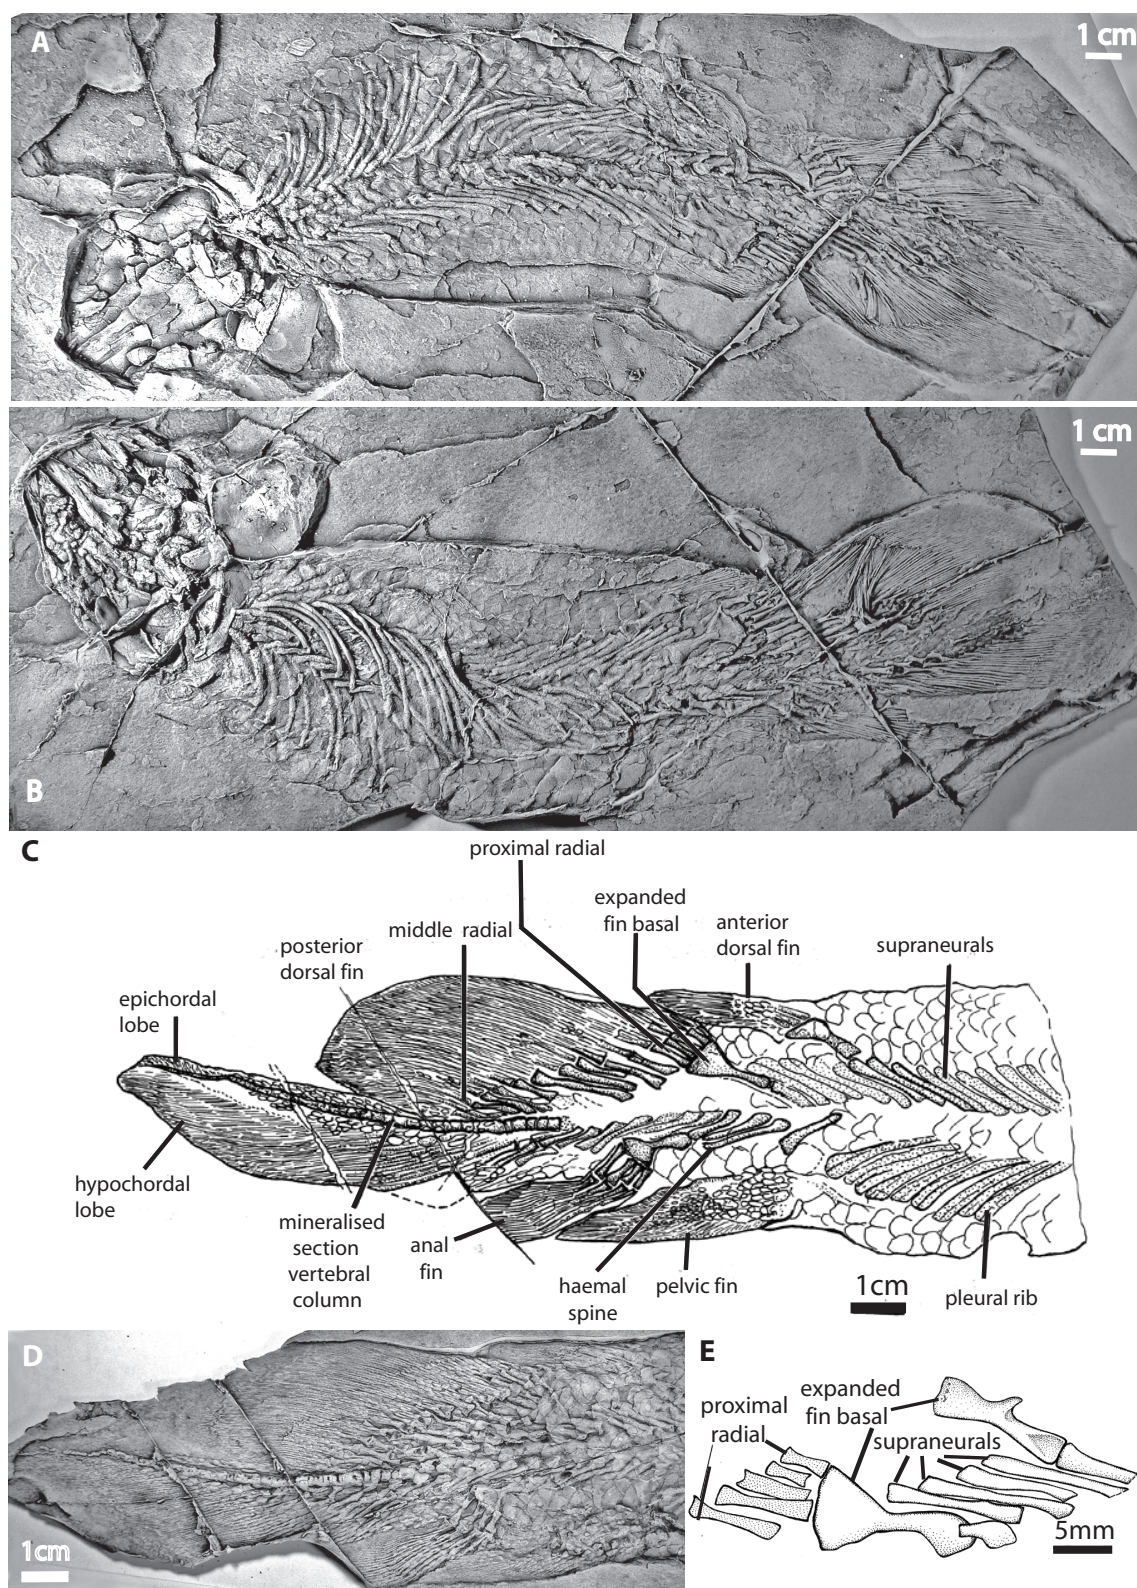 A
1 cm
1 cm
B
C
proximal radial
expanded
fin basal
anterior
dorsal fin
middle radial
supraneurals
posterior
dorsal fin
epichordal
lobe
hypochordal
lobe
mineralised
section
vertebral
column
anal
fin
haemal
spine
pelvic fin
1cm
pleural rib
D
1cm
E
expanded
fin basal
proximal
radial
supraneurals
5mm